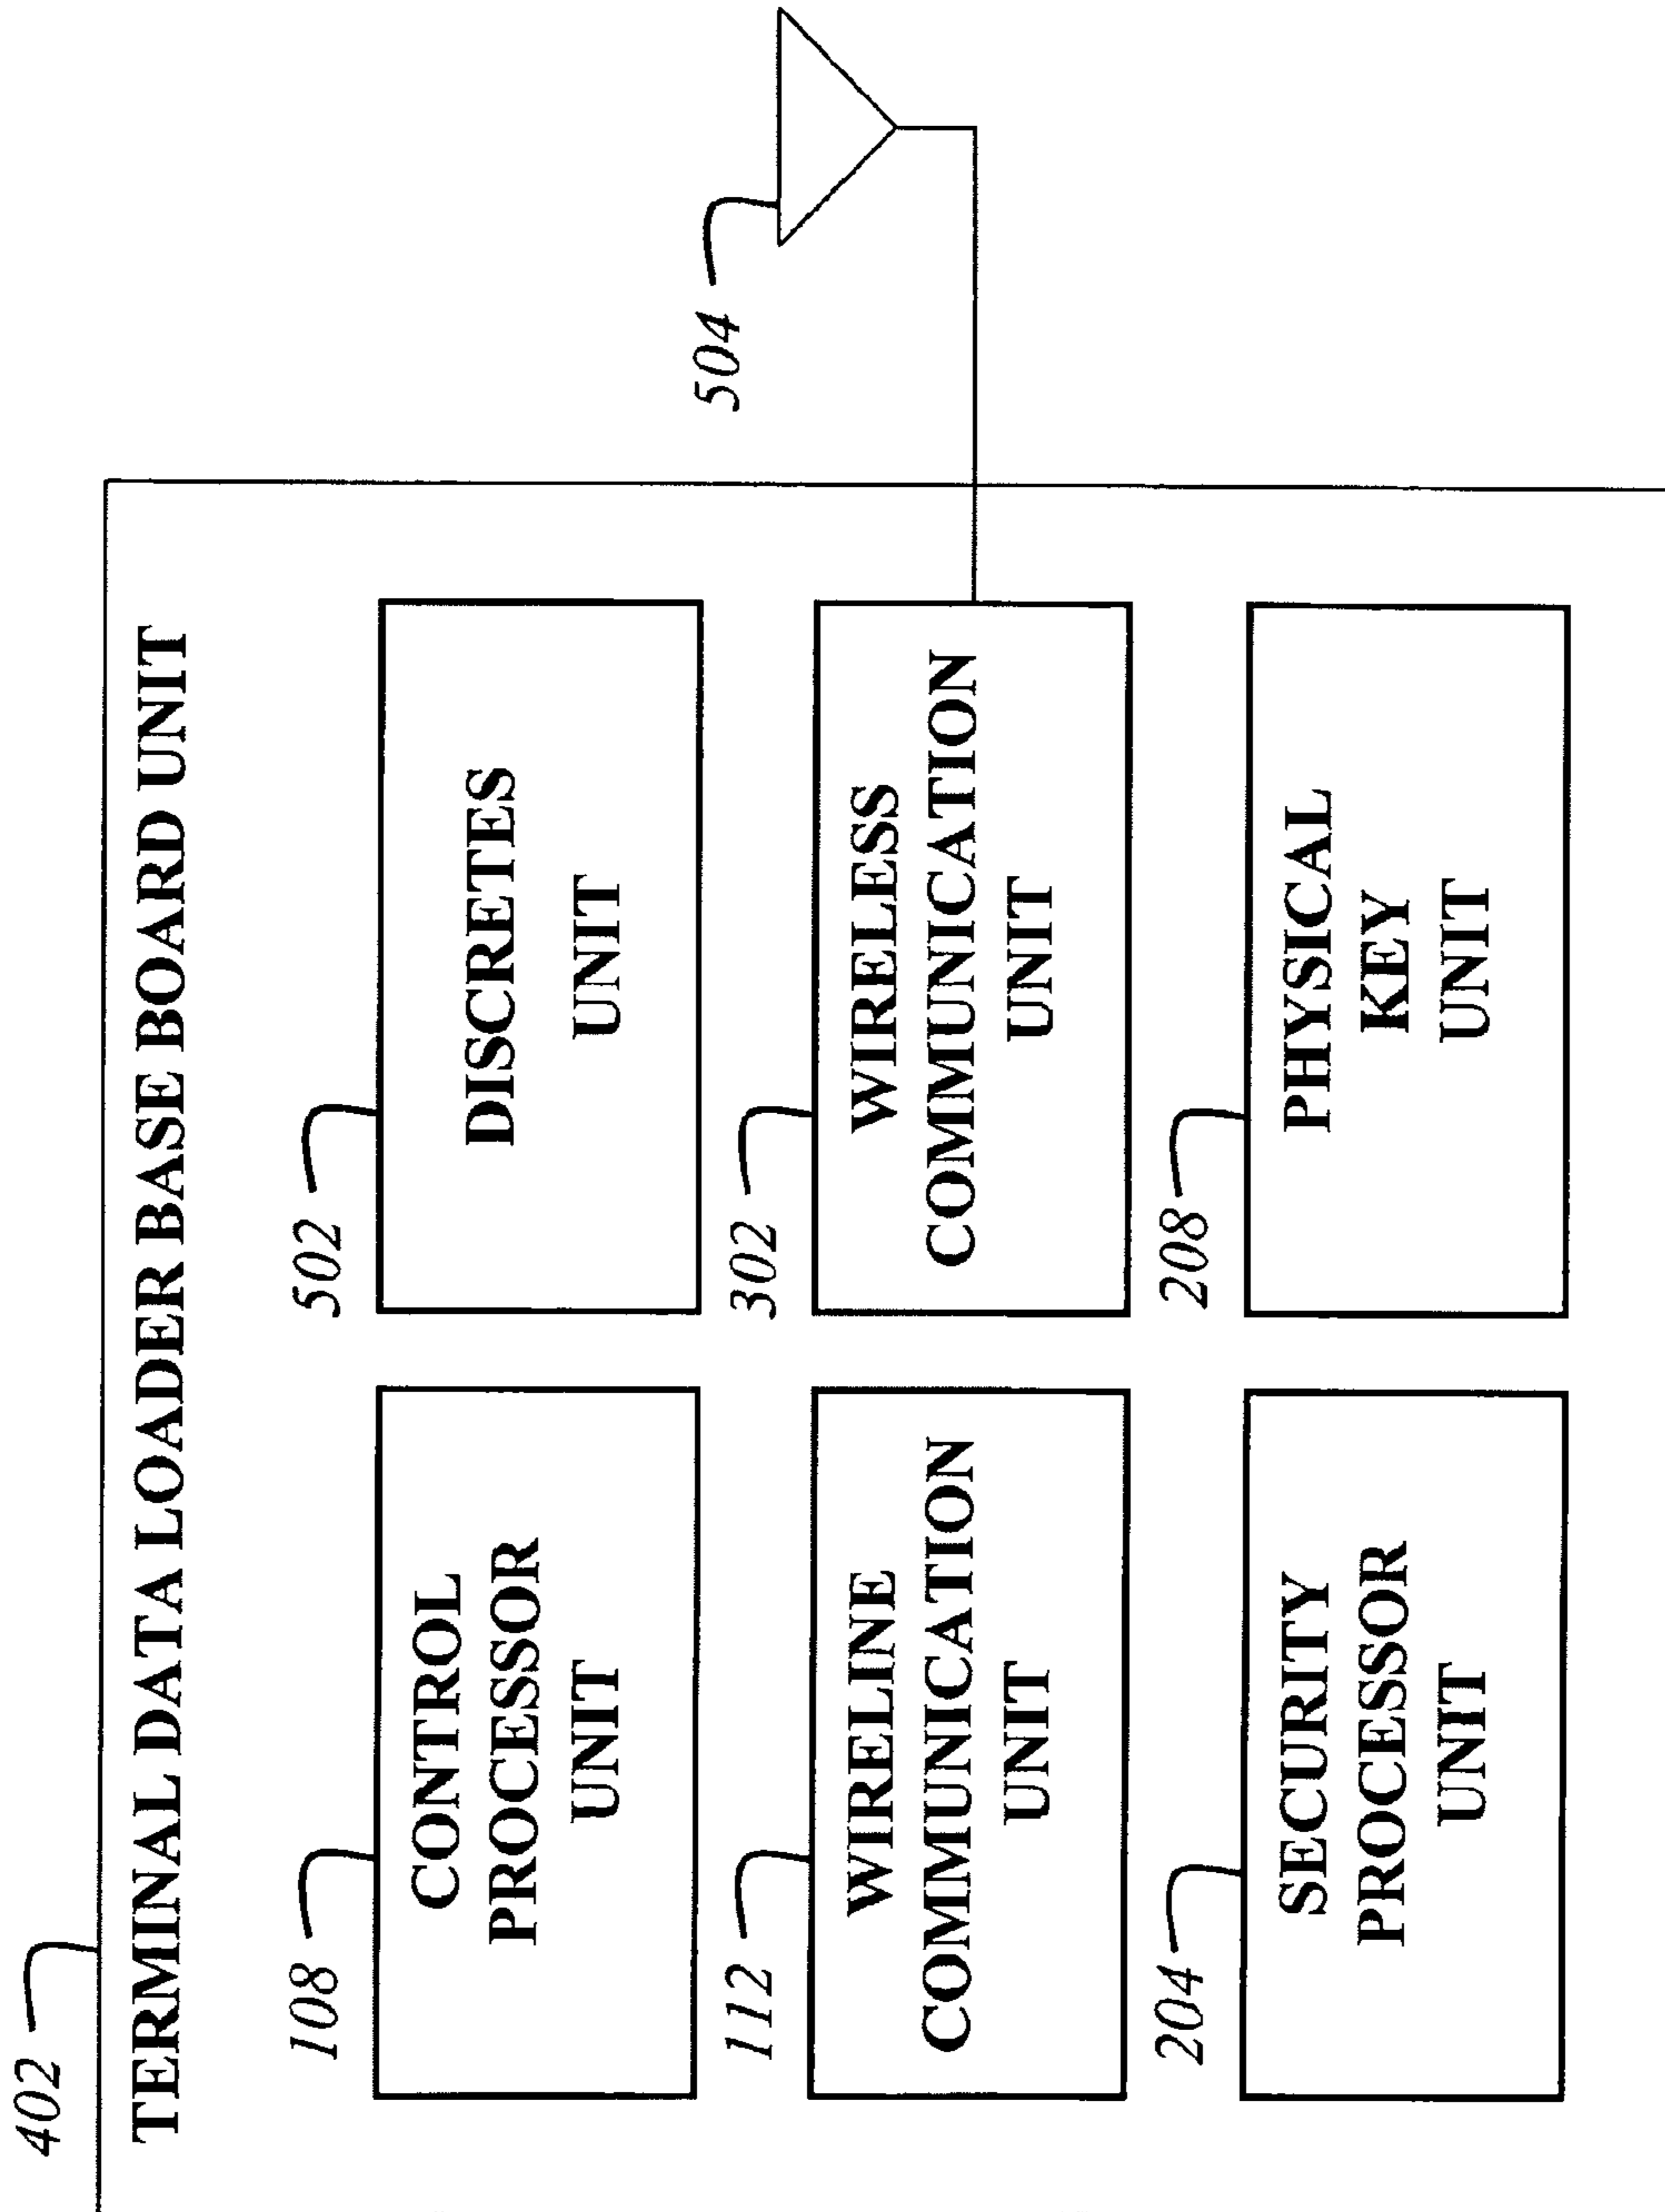 402
TERMINAL DATA LOADER BASE BOARD UNIT
108
CONTROL
PROCESSOR
UNIT
502
DISCRETES
UNIT
112
WIRELINE
COMMUNICATION
UNIT
302
WIRELESS
COMMUNICATION
UNIT
504
204
SECURITY
PROCESSOR
UNIT
208
PHYSICAL
KEY
UNIT